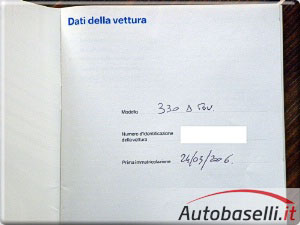 Dati della vettura
Modello: 330 D Tou.
Numero d'identificazione
della vettura
Prima immatricolazione 24/03/2006
Autobaselli.it